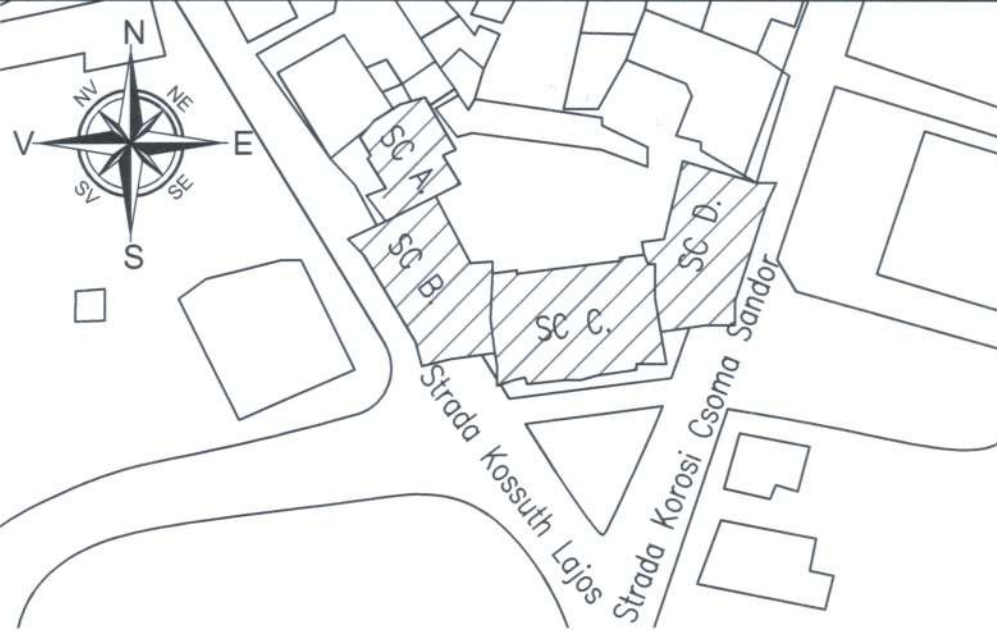 N
NV NE
V E
SV SE
S
SC A.
SC B.
SC C.
SC D.
Strada Kossuth Lajos
Strada Korosi Csoma Sandor